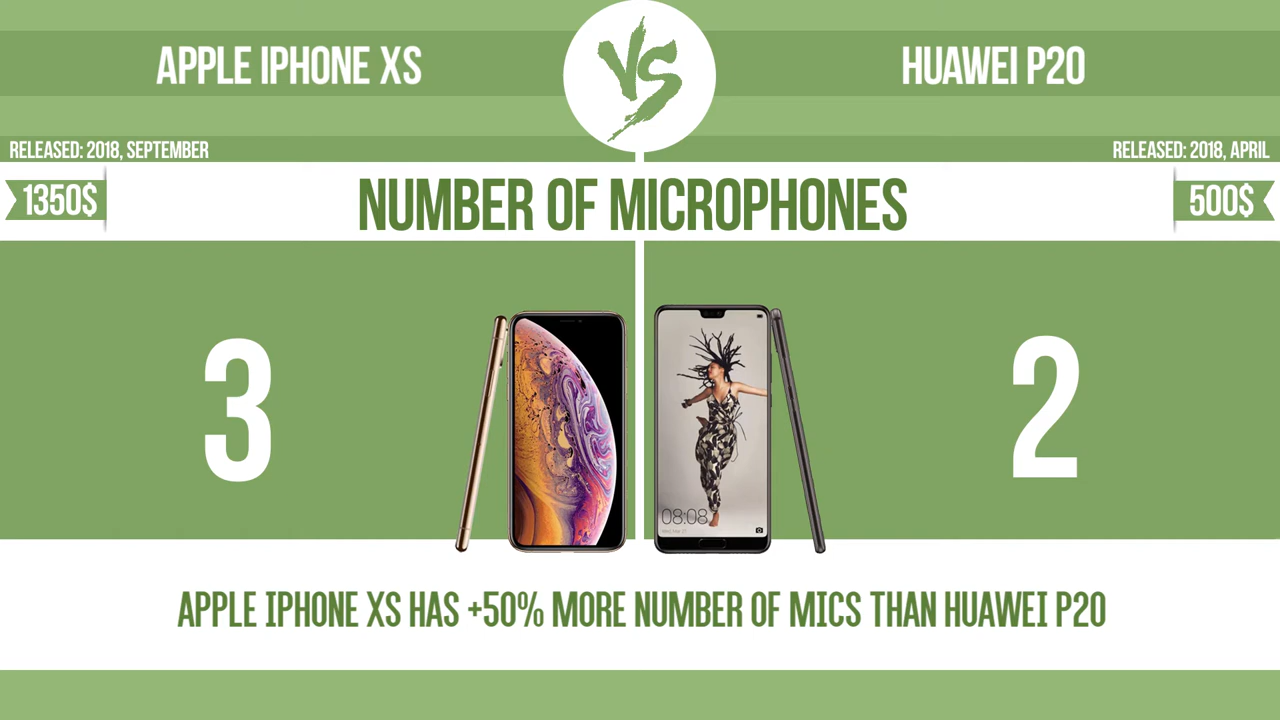 APPLE IPHONE XS
VS
HUAWEI P20
RELEASED: 2018, SEPTEMBER
RELEASED: 2018, APRIL
1350$
NUMBER OF MICROPHONES
500$
3
2
08:08
APPLE IPHONE XS HAS +50% MORE NUMBER OF MICS THAN HUAWEI P20